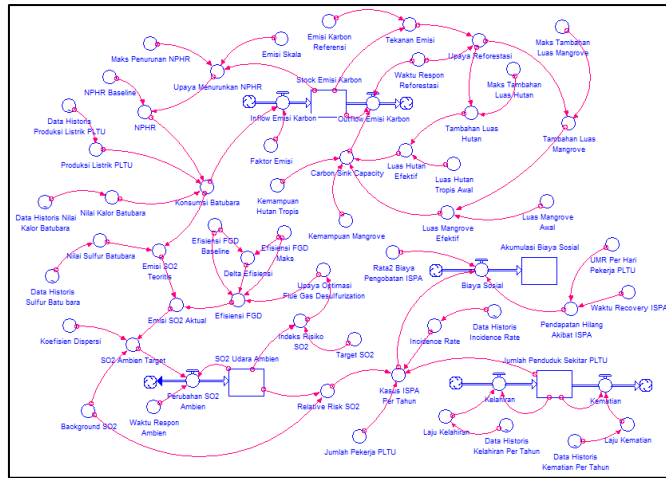 Emisi Karbon
Referensi
Tekanan Emisi
Maks Tambahan
Luas Mangrove
Maks Penurunan NPHR
Emisi Skala
Upaya Reforestasi
Upaya Menurunkan NPHR
Stock Emisi Karbon
Waktu Respon
Reforestasi
NPHR Baseline
Maks Tambahan
Luas Hutan
Data Historis
Produksi Listrik PLTU
NPHR
Inflow Emisi Karbon
Outflow Emisi Karbon
Tambahan Luas
Hutan
Tambahan Luas
Mangrove
Produksi Listrik PLTU
Faktor Emisi
Carbon Sink Capacity
Luas Hutan
Efektif
Luas Hutan
Tropis Awal
Konsumsi Batubara
Kemampuan
Hutan Tropis
Data Historis Nilai
Kalor Batubara
Nilai Kalor Batubara
Kemampuan Mangrove
Luas Mangrove
Efektif
Luas Mangrove
Awal
Nilai Sulfur Batubara
Efisiensi FGD
Baseline
Efisiensi FGD
Maks
Emisi SO2
Teoritis
Delta Efisiensi
Rata2 Biaya
Pengobatan ISPA
Akumulasi Biaya Sosial
UMR Per Hari
Pekerja PLTU
Data Historis
Sulfur Batu bara
Upaya Optimasi
Flue Gas Desulfurization
Biaya Sosial
Emisi SO2 Aktual
Efisiensi FGD
Waktu Recovery ISPA
Pendapatan Hilang
Akibat ISPA
Koefisien Dispersi
Indeks Risiko
SO2
Target SO2
Incidence Rate
Data Historis
Incidence Rate
SO2 Ambien Target
SO2 Udara Ambien
Jumlah Penduduk Sekitar PLTU
Perubahan SO2
Ambien
Kasus ISPA
Per Tahun
Kelahiran
Kematian
Background SO2
Waktu Respon
Ambien
Relative Risk SO2
Jumlah Pekerja PLTU
Laju Kelahiran
Data Historis
Kelahiran Per Tahun
Data Historis
Kematian Per Tahun
Laju Kematian